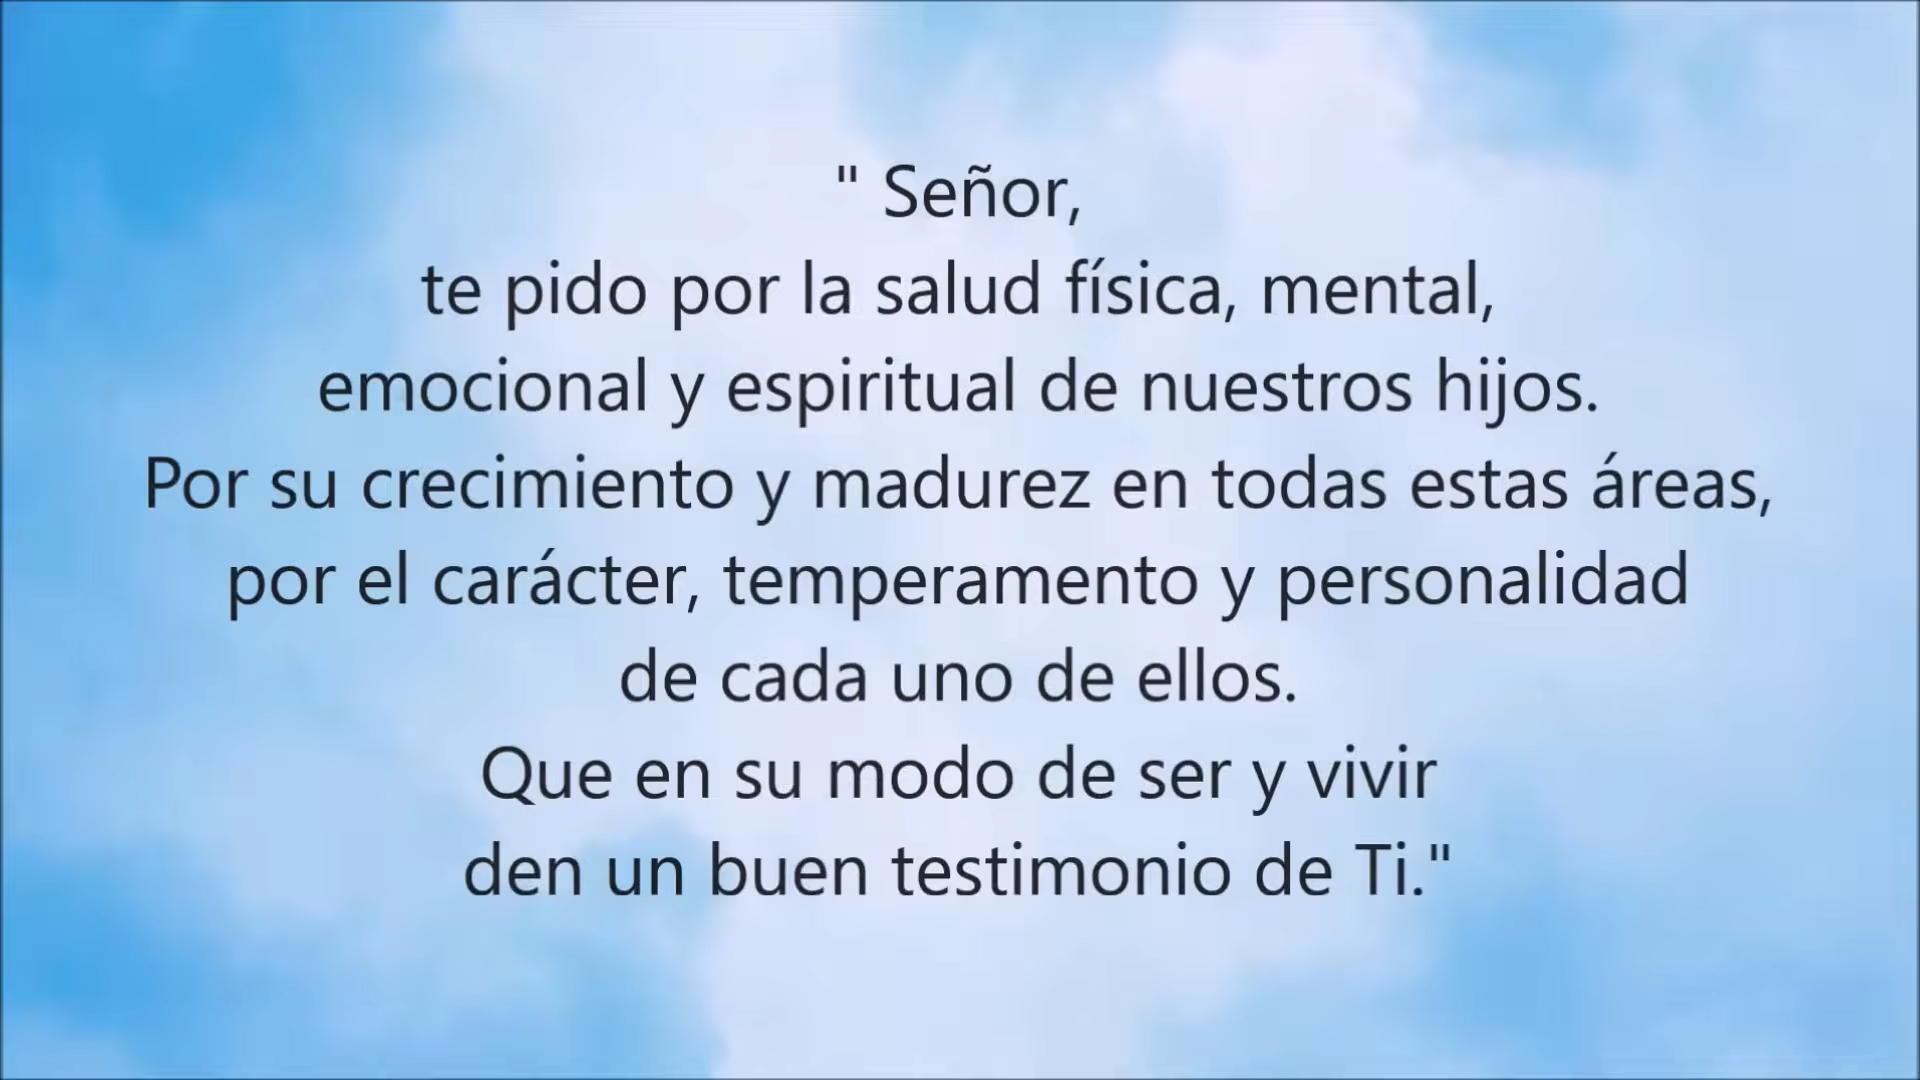 " Señor,
te pido por la salud física, mental,
emocional y espiritual de nuestros hijos.
Por su crecimiento y madurez en todas estas áreas,
por el carácter, temperamento y personalidad
de cada uno de ellos.
Que en su modo de ser y vivir
den un buen testimonio de Ti."